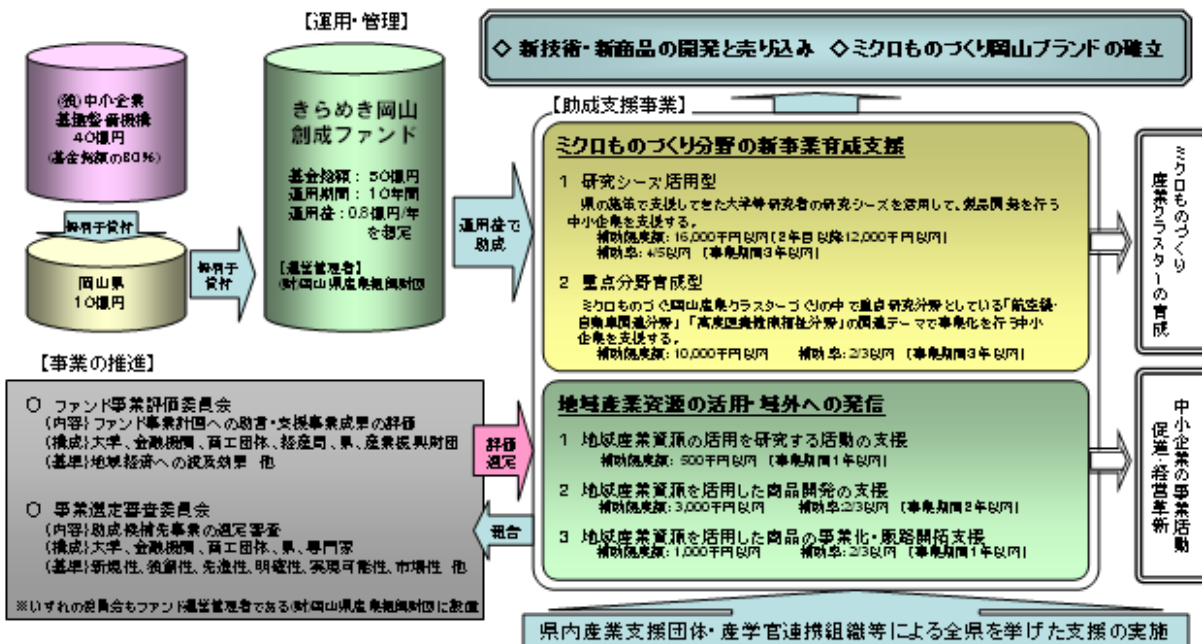 【運用・管理】
(独)中小企業
基盤整備機構
40億円
(基金総額の80%)
無利子貸付
岡山県
10億円
無利子
貸付
きらめき岡山
創成ファンド
基金総額：50億円
運用期間：10年間
運用益：0.8億円/年
を想定
【運営管理者】
(財)岡山県産業振興財団
運用益で
助成
◇ 新技術・新商品の開発と売り込み ◇ミクロものづくり岡山ブランドの確立
【助成支援事業】
ミクロものづくり分野の新事業育成支援
1 研究シーズ活用型
県の施策で支援してきた大学等研究者の研究シーズを活用して、製品開発を行う
中小企業を支援する。
補助限度額：16,000千円以内[2年目以降12,000千円以内]
補助率：4/5以内 [事業期間3年以内]
2 重点分野育成型
ミクロものづくり岡山産業クラスターづくりの中で重点研究分野としている「航空機・
自動車関連分野」「高度医療健康福祉分野」の関連テーマで事業化を行う中小
企業を支援する。
補助限度額：10,000千円以内 補助率：2/3以内 [事業期間3年以内]
ミクロものづくり
産業クラスターの育成
【事業の推進】
○ ファンド事業評価委員会
(内容)ファンド事業計画への助言・支援事業成果の評価
(構成)大学、金融機関、商工団体、経産局、県、産業振興財団
(基準)地域経済への波及効果 他
○ 事業選定審査委員会
(内容)助成候補先事業の選定審査
(構成)大学、金融機関、商工団体、県、専門家
(基準)新規性、独創性、先進性、明確性、実現可能性、市場性 他
※いずれの委員会もファンド運営管理者である(財)岡山県産業振興財団に設置
評価
選定
報告
地域産業資源の活用・域外への発信
1 地域産業資源の活用を研究する活動の支援
補助限度額：500千円以内 [事業期間1年以内]
2 地域産業資源を活用した商品開発の支援
補助限度額：3,000千円以内 補助率：2/3以内 [事業期間2年以内]
3 地域産業資源を活用した商品の事業化・販路開拓支援
補助限度額：1,000千円以内 補助率：2/3以内 [事業期間1年以内]
中小企業の事業活動
促進・経営革新
県内産業支援団体・産学官連携組織等による全県を挙げた支援の実施